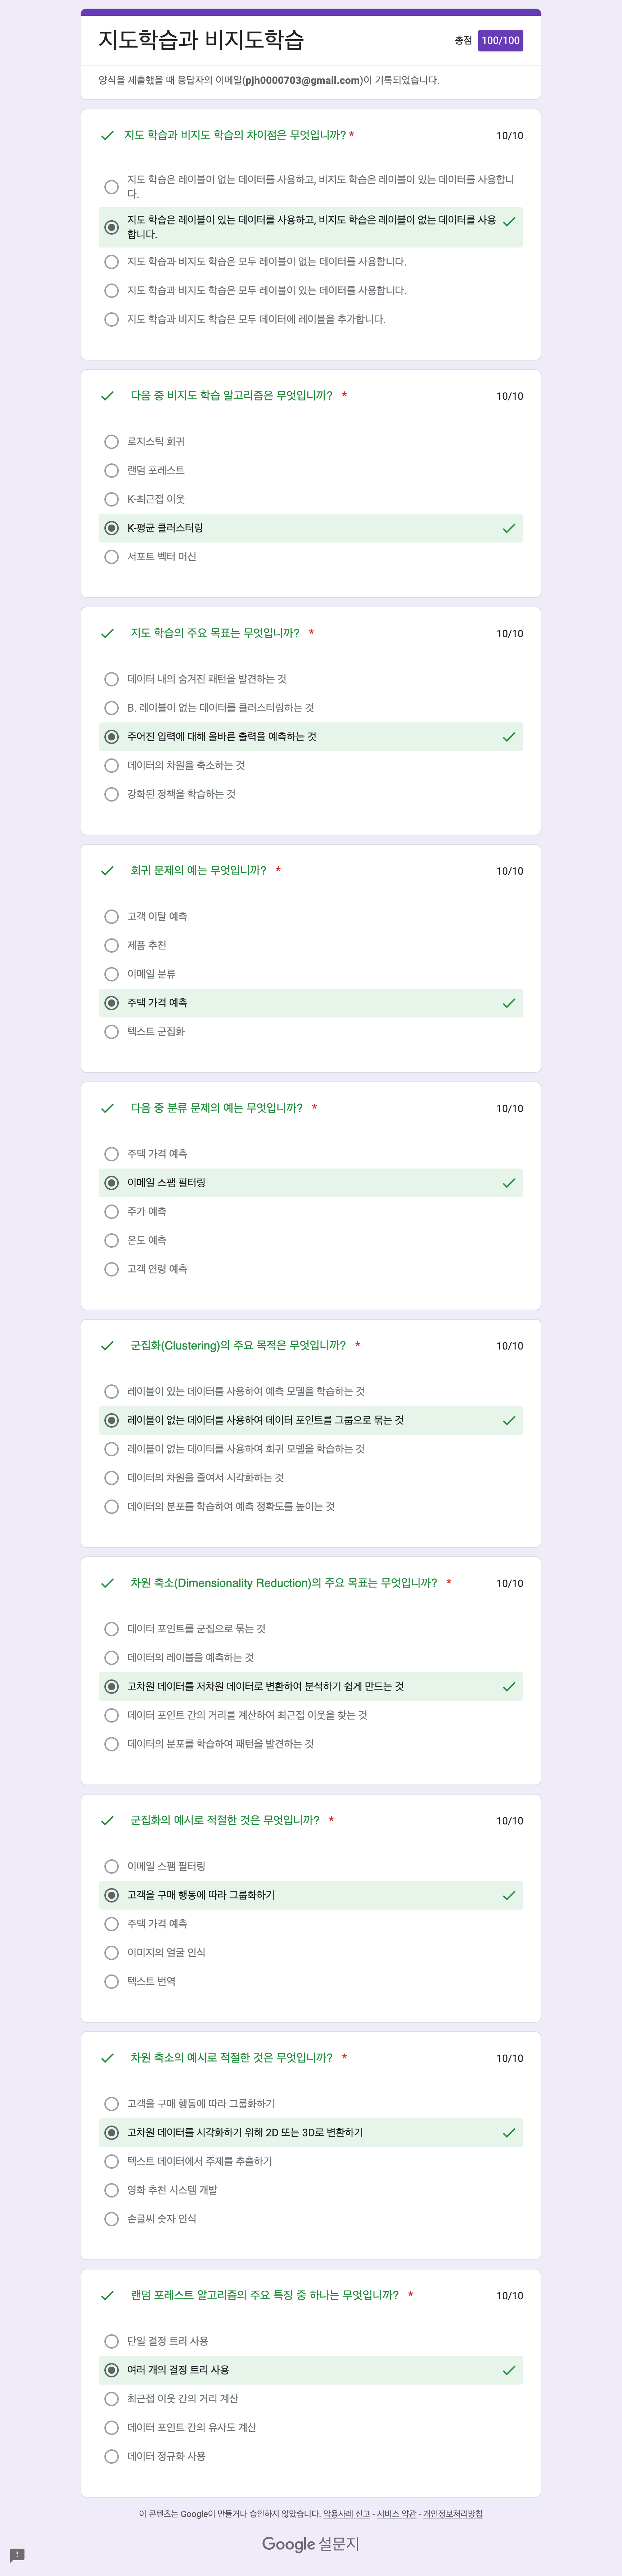 지도학습과 비지도학습
총점 100/100
양식을 제출했을 때 응답자의 이메일(pjh0000703@gmail.com)이 기록되었습니다.
지도 학습과 비지도 학습의 차이점은 무엇입니까? *
10/10
지도 학습은 레이블이 없는 데이터를 사용하고, 비지도 학습은 레이블이 있는 데이터를 사용합니
다.
지도 학습은 레이블이 있는 데이터를 사용하고, 비지도 학습은 레이블이 없는 데이터를 사용
합니다.
지도 학습과 비지도 학습은 모두 레이블이 없는 데이터를 사용합니다.
지도 학습과 비지도 학습은 모두 레이블이 있는 데이터를 사용합니다.
지도 학습과 비지도 학습은 모두 데이터에 레이블을 추가합니다.
다음 중 비지도 학습 알고리즘은 무엇입니까? *
10/10
로지스틱 회귀
랜덤 포레스트
K-최근접 이웃
K-평균 클러스터링
서포트 벡터 머신
지도 학습의 주요 목표는 무엇입니까? *
10/10
데이터 내의 숨겨진 패턴을 발견하는 것
B. 레이블이 없는 데이터를 클러스터링하는 것
주어진 입력에 대해 올바른 출력을 예측하는 것
데이터의 차원을 축소하는 것
강화된 정책을 학습하는 것
회귀 문제의 예는 무엇입니까? *
10/10
고객 이탈 예측
제품 추천
이메일 분류
주택 가격 예측
텍스트 군집화
다음 중 분류 문제의 예는 무엇입니까? *
10/10
주택 가격 예측
이메일 스팸 필터링
주가 예측
온도 예측
고객 연령 예측
군집화(Clustering)의 주요 목적은 무엇입니까? *
10/10
레이블이 있는 데이터를 사용하여 예측 모델을 학습하는 것
레이블이 없는 데이터를 사용하여 데이터 포인트를 그룹으로 묶는 것
레이블이 없는 데이터를 사용하여 회귀 모델을 학습하는 것
데이터의 차원을 줄여서 시각화하는 것
데이터의 분포를 학습하여 예측 정확도를 높이는 것
차원 축소(Dimensionality Reduction)의 주요 목표는 무엇입니까? *
10/10
데이터 포인트를 군집으로 묶는 것
데이터의 레이블을 예측하는 것
고차원 데이터를 저차원 데이터로 변환하여 분석하기 쉽게 만드는 것
데이터 포인트 간의 거리를 계산하여 최근접 이웃을 찾는 것
데이터의 분포를 학습하여 패턴을 발견하는 것
군집화의 예시로 적절한 것은 무엇입니까? *
10/10
이메일 스팸 필터링
고객을 구매 행동에 따라 그룹화하기
주택 가격 예측
이미지의 얼굴 인식
텍스트 번역
차원 축소의 예시로 적절한 것은 무엇입니까? *
10/10
고객을 구매 행동에 따라 그룹화하기
고차원 데이터를 시각화하기 위해 2D 또는 3D로 변환하기
텍스트 데이터에서 주제를 추출하기
영화 추천 시스템 개발
손글씨 숫자 인식
랜덤 포레스트 알고리즘의 주요 특징 중 하나는 무엇입니까? *
10/10
단일 결정 트리 사용
여러 개의 결정 트리 사용
최근접 이웃 간의 거리 계산
데이터 포인트 간의 유사도 계산
데이터 정규화 사용
이 콘텐츠는 Google이 만들거나 승인하지 않았습니다. 악용사례 신고 - 서비스 약관 - 개인정보처리방침
Google 설문지